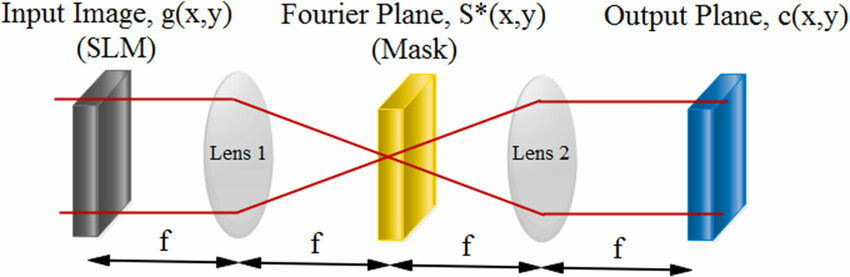 Input Image, g(x,y)
(SLM)
Fourier Plane, S*(x,y)
(Mask)
Output Plane, c(x,y)
Lens 1
Lens 2
f
f
f
f